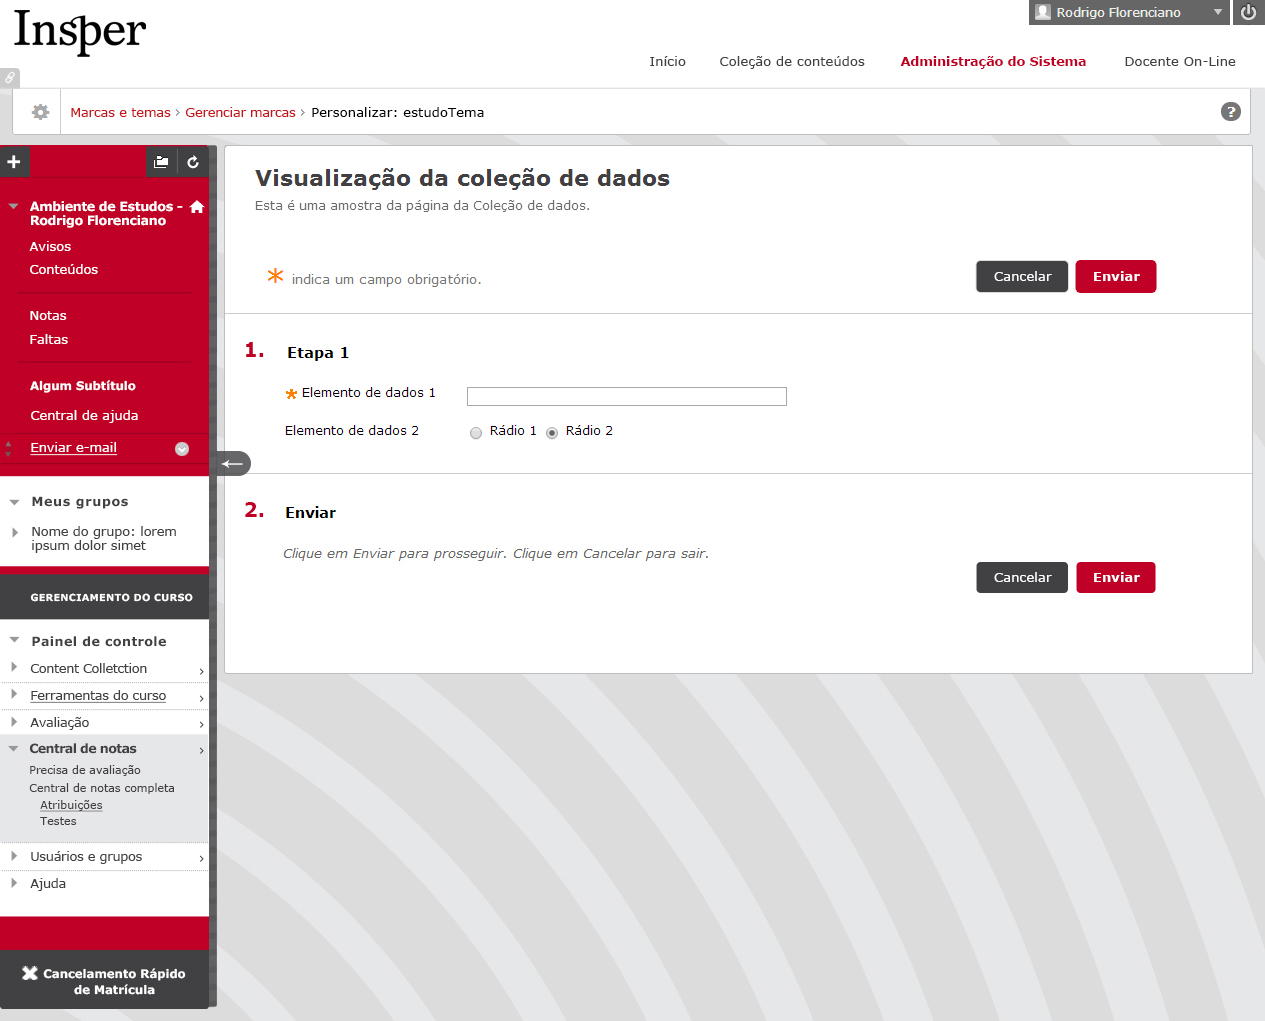 Insper
Rodrigo Florenciano
Início Coleção de conteúdos Administração do Sistema Docente On-Line
Marcas e temas › Gerenciar marcas › Personalizar: estudoTema
?
Ambiente de Estudos -
Rodrigo Florenciano
Avisos
Conteúdos
Notas
Faltas
Algum Subtítulo
Central de ajuda
Enviar e-mail
Meus grupos
Nome do grupo: lorem
ipsum dolor simet
GERENCIAMENTO DO CURSO
Painel de controle
Content Colletction ›
Ferramentas do curso ›
Avaliação ›
Central de notas ›
Precisa de avaliação
Central de notas completa
Atribuições
Testes
Usuários e grupos ›
Ajuda
Cancelamento Rápido
de Matrícula
Visualização da coleção de dados
Esta é uma amostra da página da Coleção de dados.
* indica um campo obrigatório.
Cancelar Enviar
1. Etapa 1
* Elemento de dados 1
Elemento de dados 2 Rádio 1 Rádio 2
2. Enviar
Clique em Enviar para prosseguir. Clique em Cancelar para sair.
Cancelar Enviar